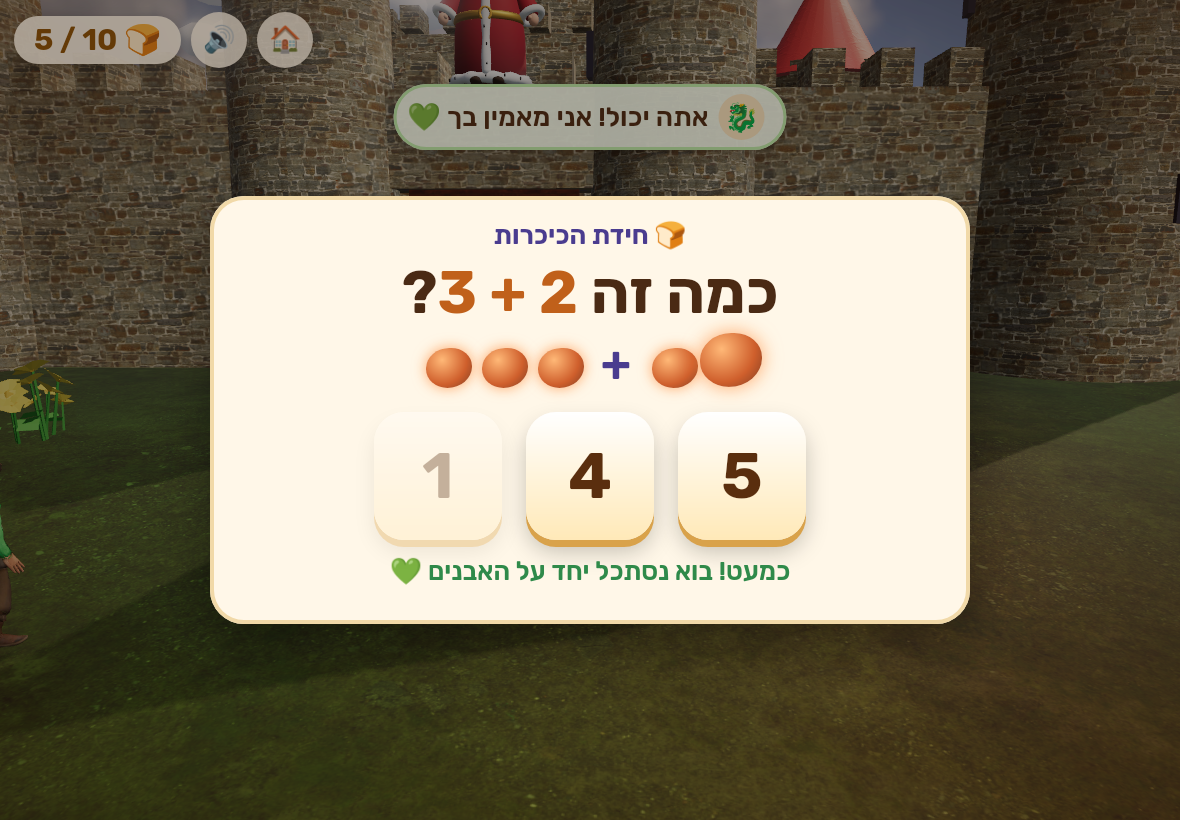 5 / 10
אתה יכול! אני מאמין בך
חידת הכיכרות
כמה זה 2 + 3?
+
1 4 5
כמעט! בוא נסתכל יחד על האבנים